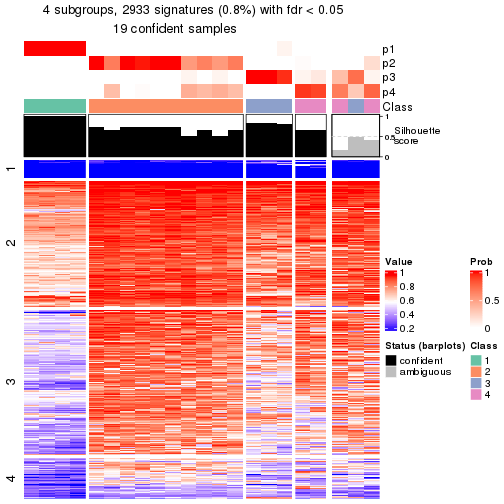 4 subgroups, 2933 signatures (0.8%) with fdr < 0.05
19 confident samples
p1
p2
p3
p4
Class
1
0.5
0
Silhouette
score
1
2
3
4
Value
1
0.8
0.6
0.4
0.2
Prob
1
0.5
0
Status (barplots)
confident
ambiguous
Class
1
2
3
4